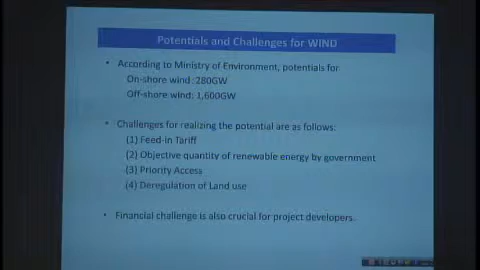 Potentials and Challenges for WIND
• According to Ministry of Environment, potentials for
On-shore wind :280GW
Off-shore wind: 1,600GW
• Challenges for realizing the potential are as follows:
(1) Feed-in Tariff
(2) Objective quantity of renewable energy by government
(3) Priority Access
(4) Deregulation of Land use
• Financial challenge is also crucial for project developers.